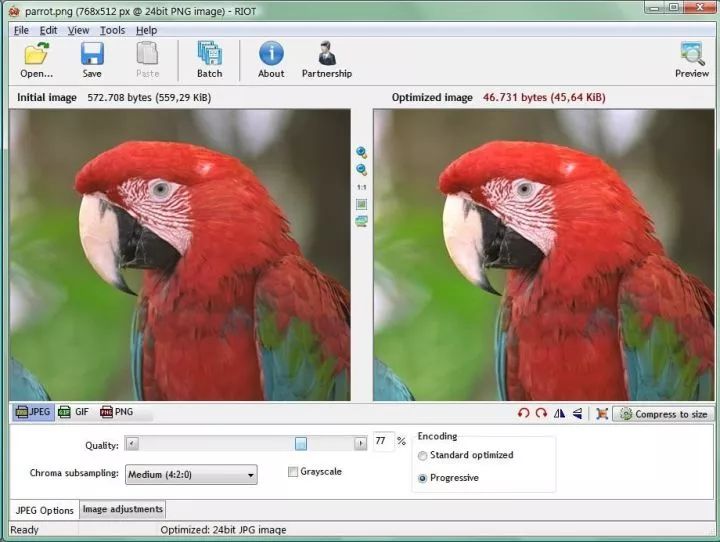 parrot.png (768x512 px @ 24bit PNG image) - RIOT
File Edit View Tools Help
Open... Save Paste Batch About Partnership Preview
Initial image 572.708 bytes (559,29 KiB) Optimized image 46.731 bytes (45,64 KiB)
1:1
JPEG GIF PNG Compress to size
Quality: 77 % Encoding
Standard optimized
Chroma subsampling: Medium (4:2:0) Grayscale Progressive
JPEG Options Image adjustments
Ready Optimized: 24bit JPG image